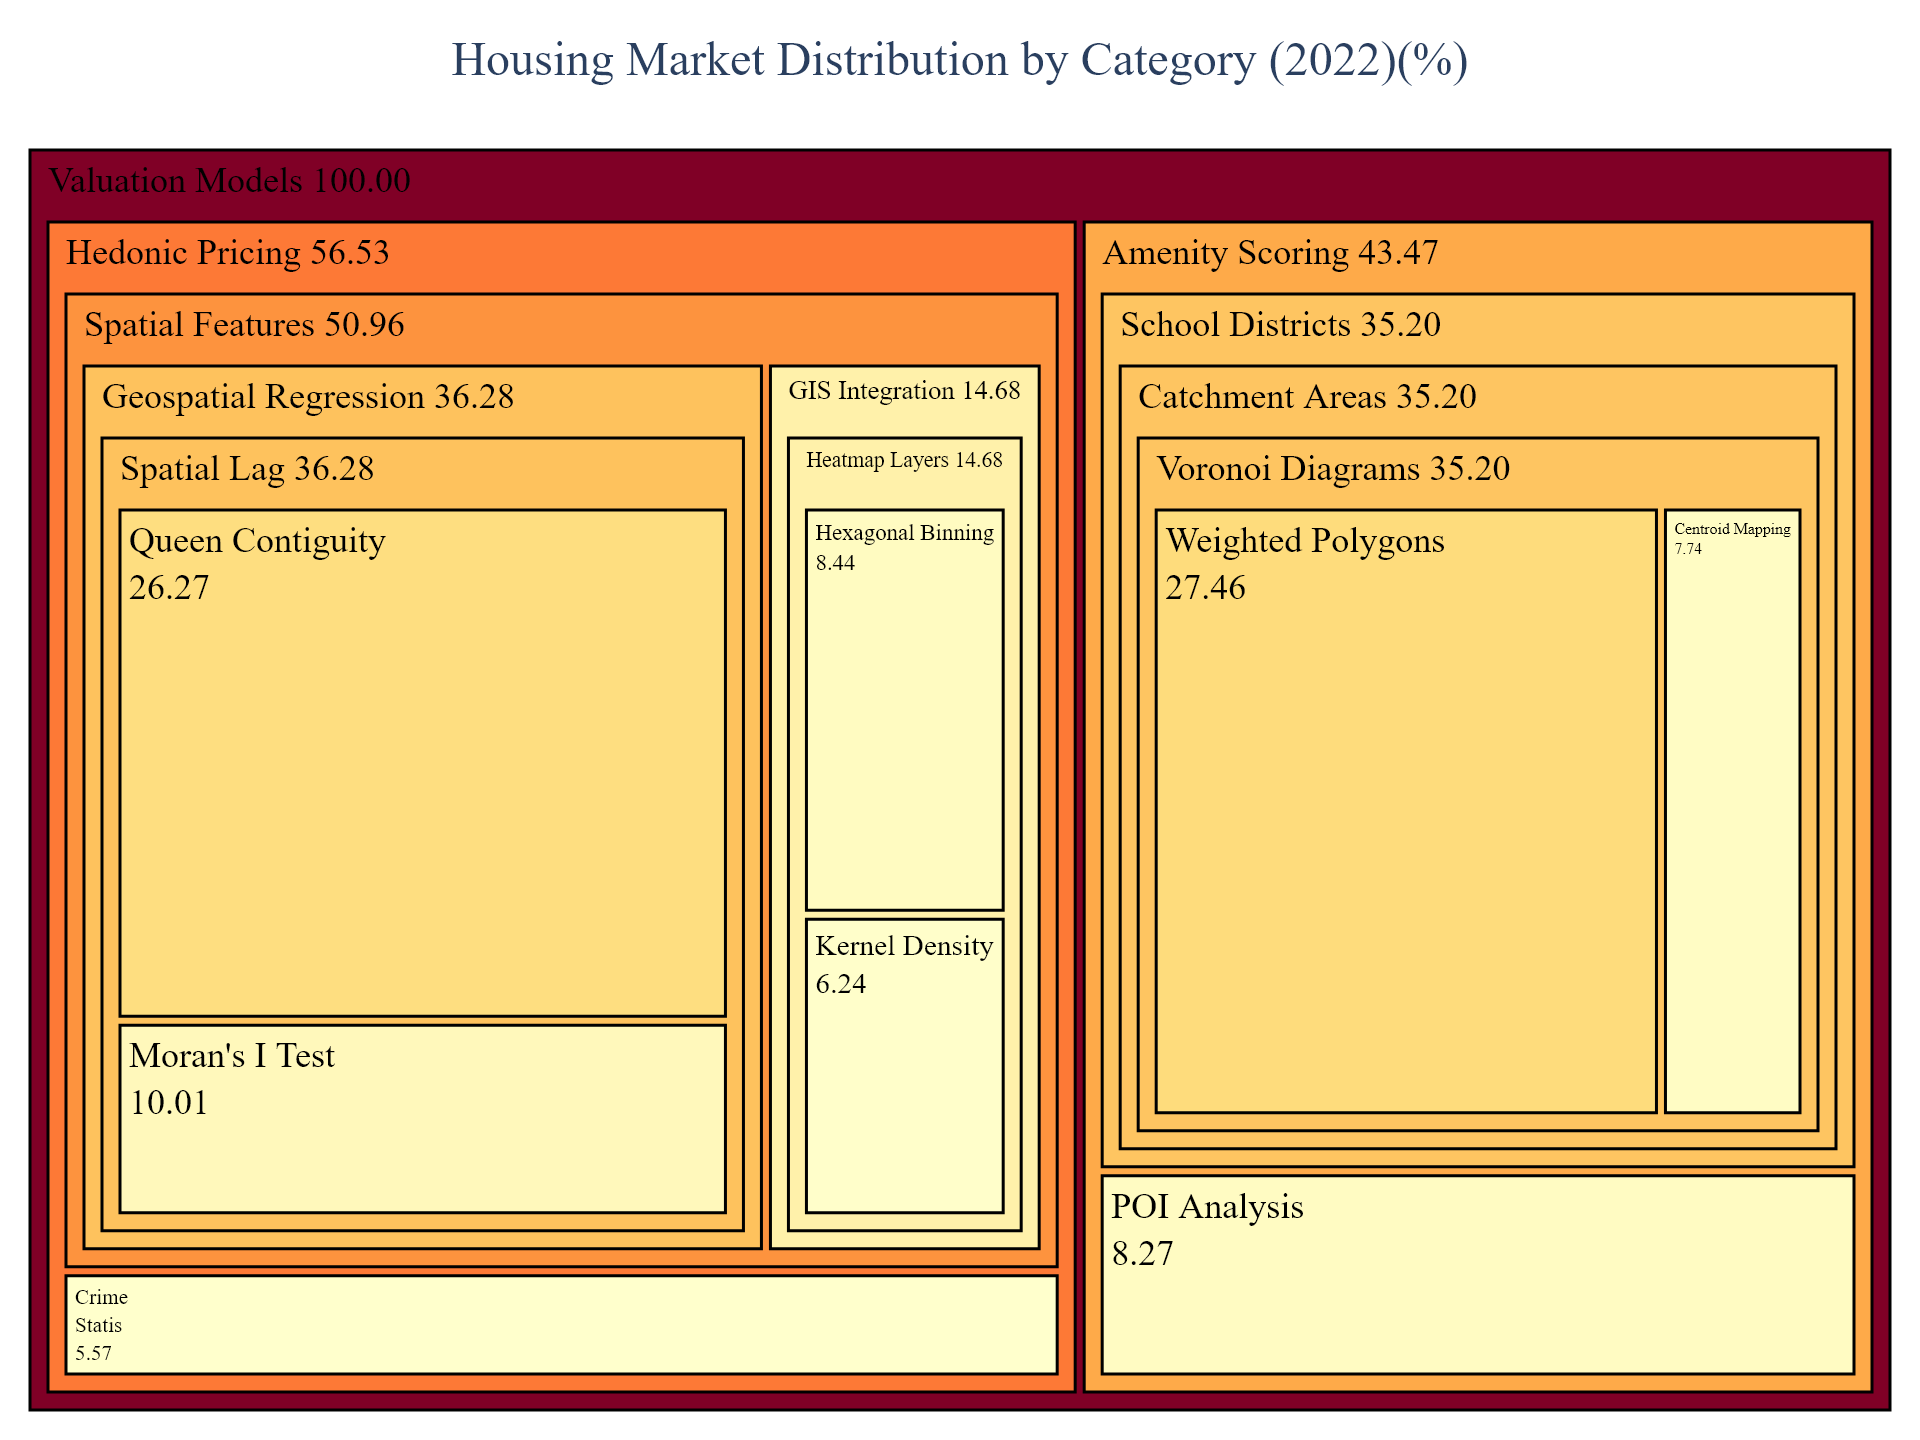 Housing Market Distribution by Category (2022)(%)
Valuation Models 100.00
Hedonic Pricing 56.53
Spatial Features 50.96
Geospatial Regression 36.28
Spatial Lag 36.28
Queen Contiguity
26.27
Moran's I Test
10.01
GIS Integration 14.68
Heatmap Layers 14.68
Hexagonal Binning
8.44
Kernel Density
6.24
Crime
Statis
5.57
Amenity Scoring 43.47
School Districts 35.20
Catchment Areas 35.20
Voronoi Diagrams 35.20
Weighted Polygons
27.46
Centroid Mapping
7.74
POI Analysis
8.27